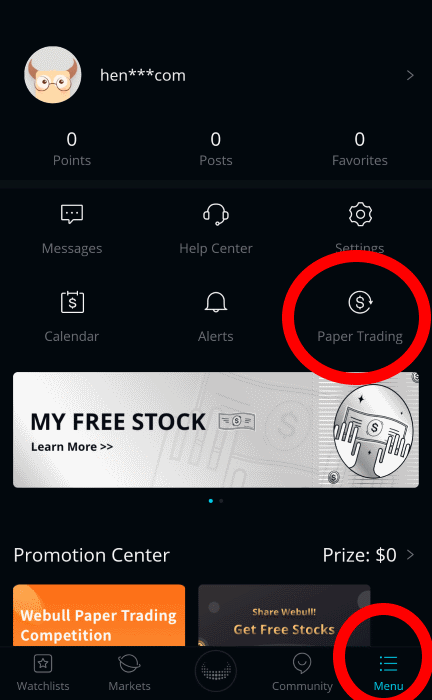 hen***com
0 0 0
Points Posts Favorites
Messages Help Center Settings
Calendar Alerts Paper Trading
MY FREE STOCK
Learn More >>
Promotion Center Prize: $0
Webull Paper Trading
Competition
Share Webull!
Get Free Stocks
Watchlists Markets Community Menu